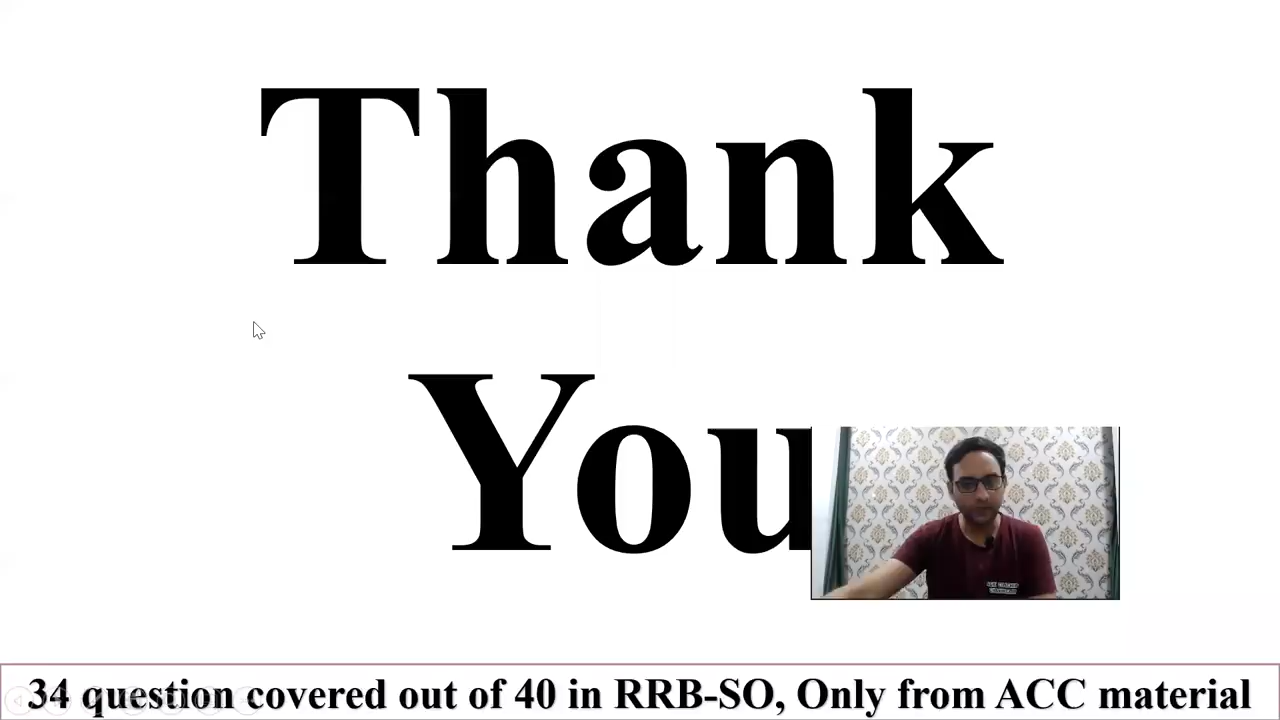 Thank
You
34 question covered out of 40 in RRB-SO, Only from ACC material